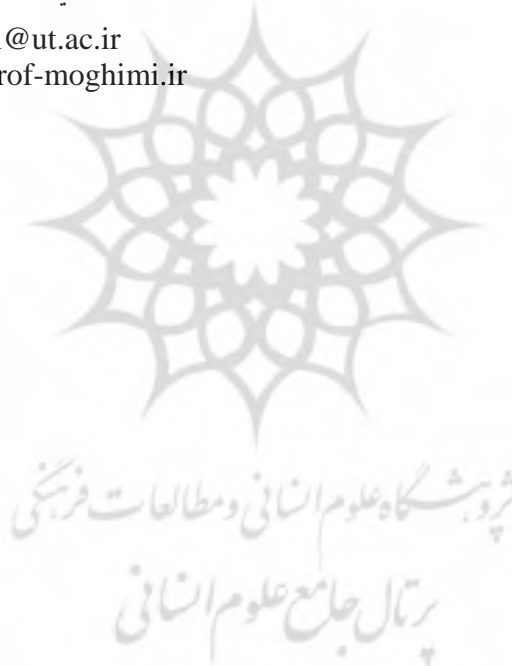 @ut.ac.ir
rof-moghimi.ir
پژوهشگاه علوم انسانی و مطالعات فرهنگی
پرتال جامع علوم انسانی